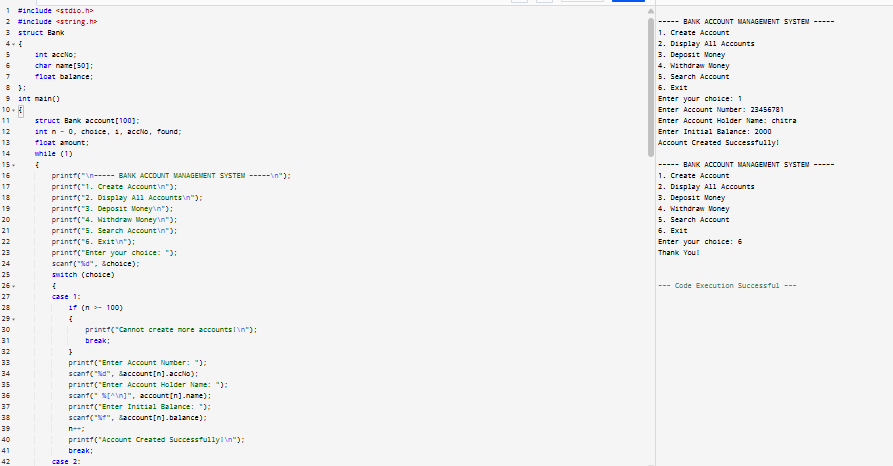 1 #include <stdio.h>
2 #include <string.h>
3 struct Bank
4 {
5 int accNo;
6 char name[50];
7 float balance;
8 };
9 int main()
10 {
11 struct Bank account[100];
12 int n = 0, choice, i, accNo, found;
13 float amount;
14 while (1)
15 {
16 printf("\n----- BANK ACCOUNT MANAGEMENT SYSTEM -----\n");
17 printf("1. Create Account\n");
18 printf("2. Display All Accounts\n");
19 printf("3. Deposit Money\n");
20 printf("4. Withdraw Money\n");
21 printf("5. Search Account\n");
22 printf("6. Exit\n");
23 printf("Enter your choice: ");
24 scanf("%d", &choice);
25 switch (choice)
26 {
27 case 1:
28 if (n >= 100)
29 {
30 printf("Cannot create more accounts!\n");
31 break;
32 }
33 printf("Enter Account Number: ");
34 scanf("%d", &account[n].accNo);
35 printf("Enter Account Holder Name: ");
36 scanf(" %[^\n]", account[n].name);
37 printf("Enter Initial Balance: ");
38 scanf("%f", &account[n].balance);
39 n++;
40 printf("Account Created Successfully!\n");
41 break;
42 case 2:
----- BANK ACCOUNT MANAGEMENT SYSTEM -----
1. Create Account
2. Display All Accounts
3. Deposit Money
4. Withdraw Money
5. Search Account
6. Exit
Enter your choice: 1
Enter Account Number: 23456781
Enter Account Holder Name: chitra
Enter Initial Balance: 2000
Account Created Successfully!
----- BANK ACCOUNT MANAGEMENT SYSTEM -----
1. Create Account
2. Display All Accounts
3. Deposit Money
4. Withdraw Money
5. Search Account
6. Exit
Enter your choice: 6
Thank You!
=== Code Execution Successful ===